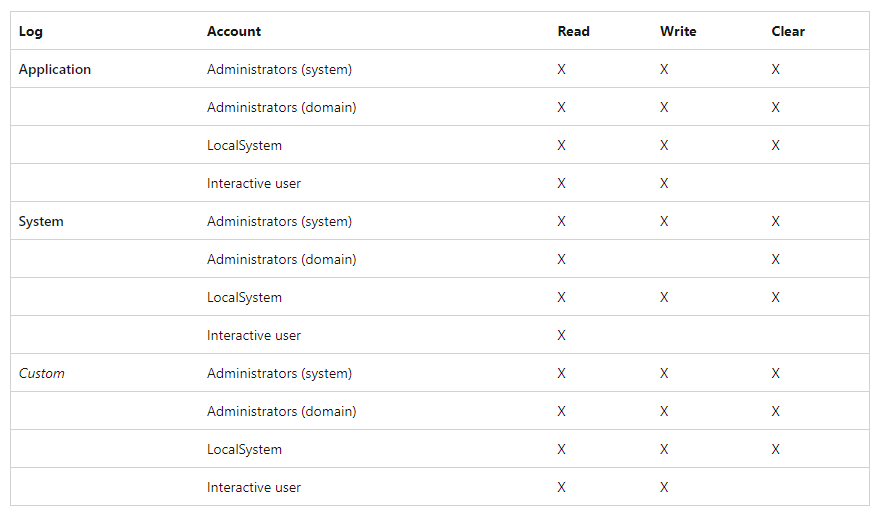 Log Account Read Write Clear
Application Administrators (system) X X X
Administrators (domain) X X X
LocalSystem X X X
Interactive user X X
System Administrators (system) X X X
Administrators (domain) X X
LocalSystem X X X
Interactive user X
Custom Administrators (system) X X X
Administrators (domain) X X X
LocalSystem X X X
Interactive user X X